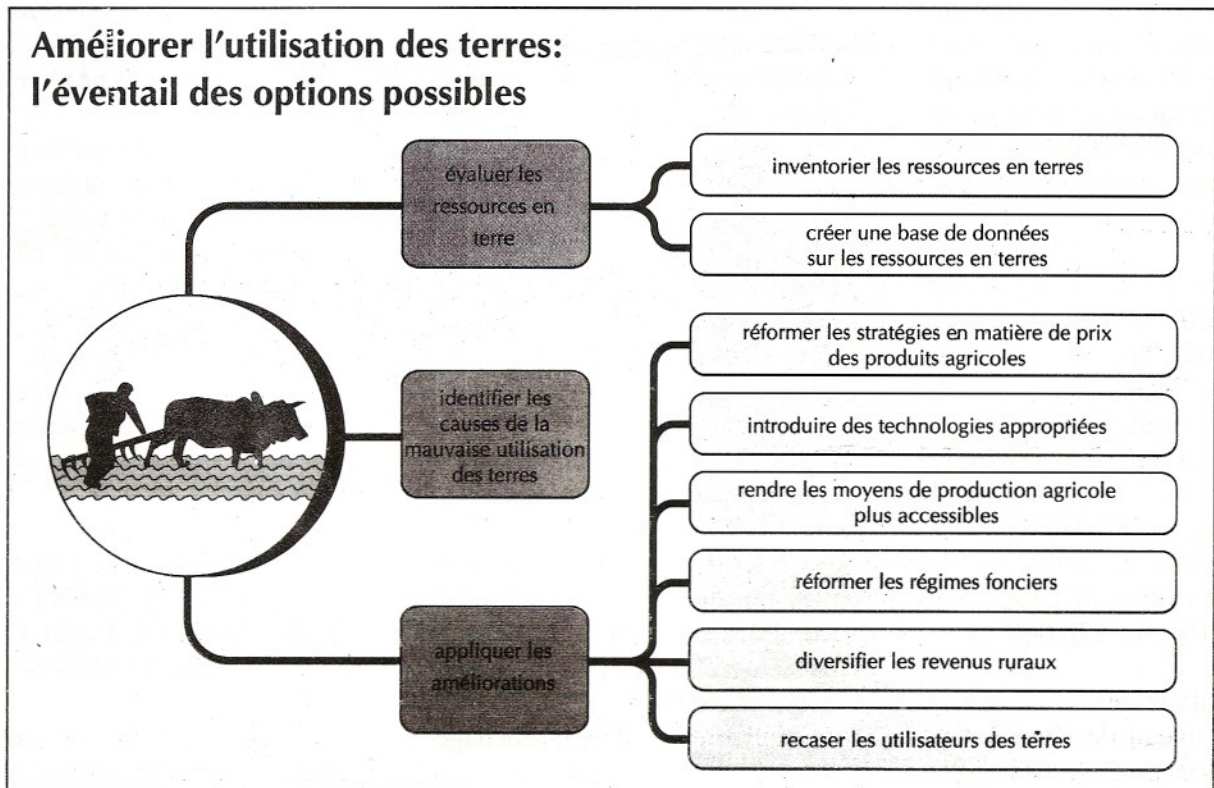 Améliorer l'utilisation des terres:
l'éventail des options possibles
évaluer les
ressources en
terre
inventorier les ressources en terres
créer une base de données
sur les ressources en terres
identifier les
causes de la
mauvaise utilisation
des terres
appliquer les
améliorations
réformer les stratégies en matière de prix
des produits agricoles
introduire des technologies appropriées
rendre les moyens de production agricole
plus accessibles
réformer les régimes fonciers
diversifier les revenus ruraux
recaser les utilisateurs des terres